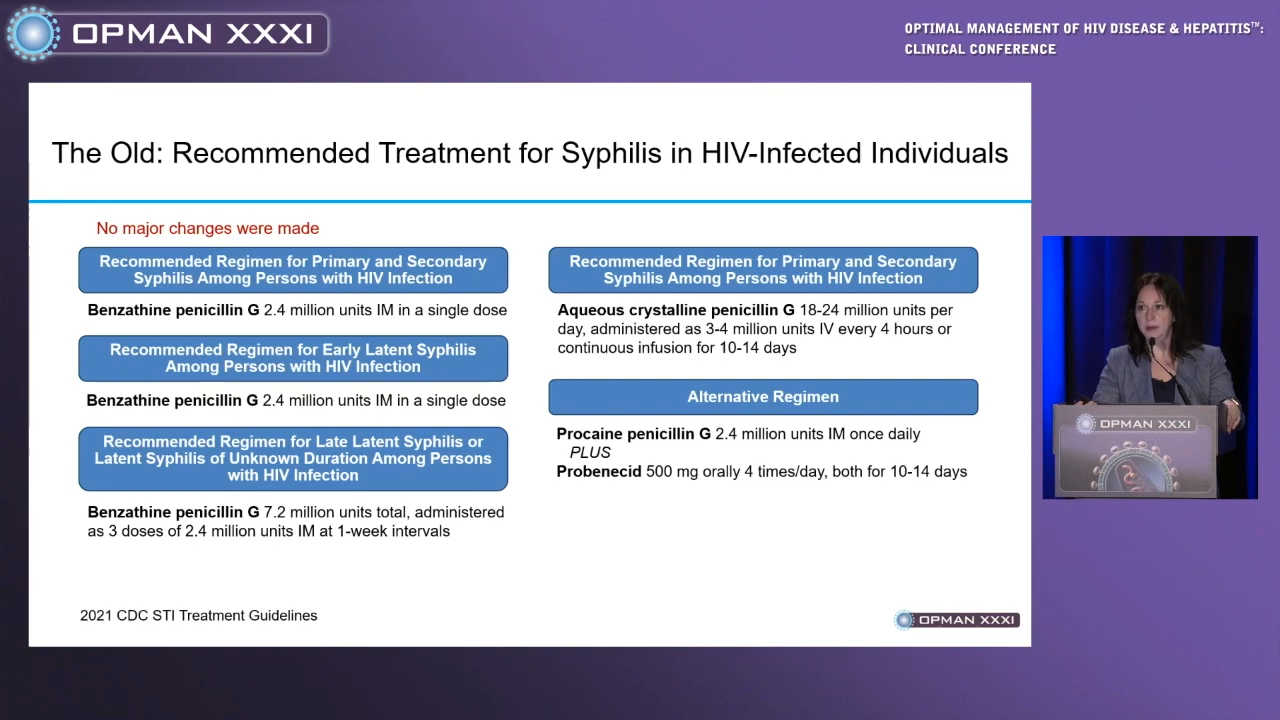 OPMAN XXXI
OPTIMAL MANAGEMENT OF HIV DISEASE & HEPATITIS™:
CLINICAL CONFERENCE
The Old: Recommended Treatment for Syphilis in HIV-Infected Individuals
No major changes were made
Recommended Regimen for Primary and Secondary
Syphilis Among Persons with HIV Infection
Benzathine penicillin G 2.4 million units IM in a single dose
Recommended Regimen for Early Latent Syphilis
Among Persons with HIV Infection
Benzathine penicillin G 2.4 million units IM in a single dose
Recommended Regimen for Late Latent Syphilis or
Latent Syphilis of Unknown Duration Among Persons
with HIV Infection
Benzathine penicillin G 7.2 million units total, administered
as 3 doses of 2.4 million units IM at 1-week intervals
Recommended Regimen for Primary and Secondary
Syphilis Among Persons with HIV Infection
Aqueous crystalline penicillin G 18-24 million units per
day, administered as 3-4 million units IV every 4 hours or
continuous infusion for 10-14 days
Alternative Regimen
Procaine penicillin G 2.4 million units IM once daily
PLUS
Probenecid 500 mg orally 4 times/day, both for 10-14 days
2021 CDC STI Treatment Guidelines
OPMAN XXXI
OPMAN XXXI